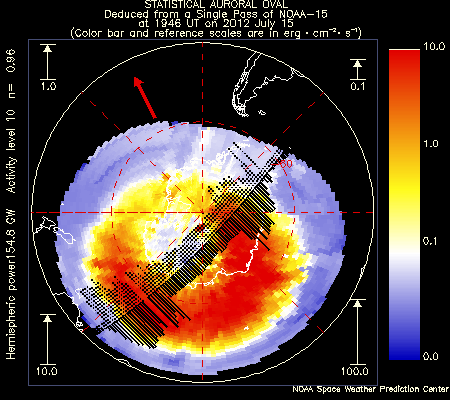 STATISTICAL AURORAL OVAL
Deduced from a Single Pass of NOAA-15
at 1946 UT on 2012 July 15
(Color bar and reference scales are in erg · cm⁻² · s⁻¹)
Hemispheric power154.8 GW Activity level 10 n= 0.96
1.0
0.1
10.0
100.0
-60
10.0
1.0
0.1
0.0
NOAA Space Weather Prediction Center